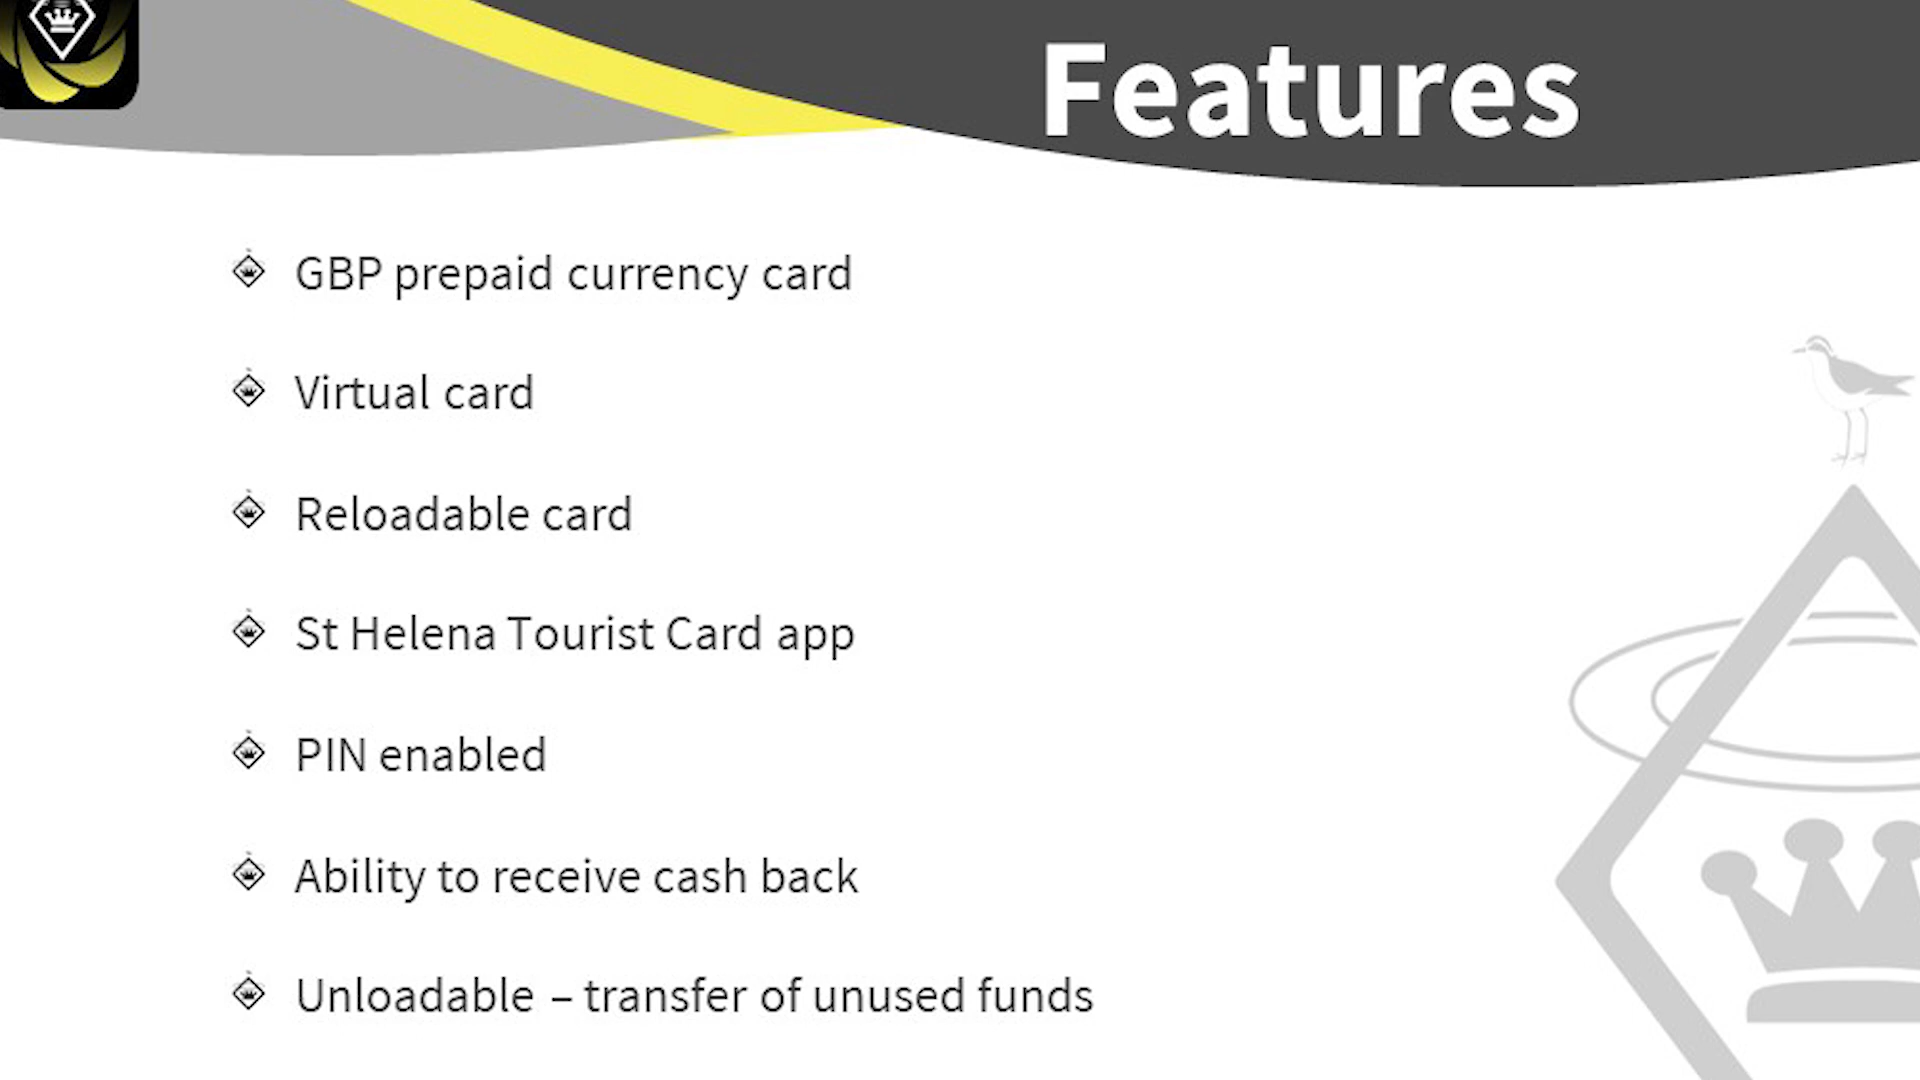 Features
GBP prepaid currency card
Virtual card
Reloadable card
St Helena Tourist Card app
PIN enabled
Ability to receive cash back
Unloadable – transfer of unused funds